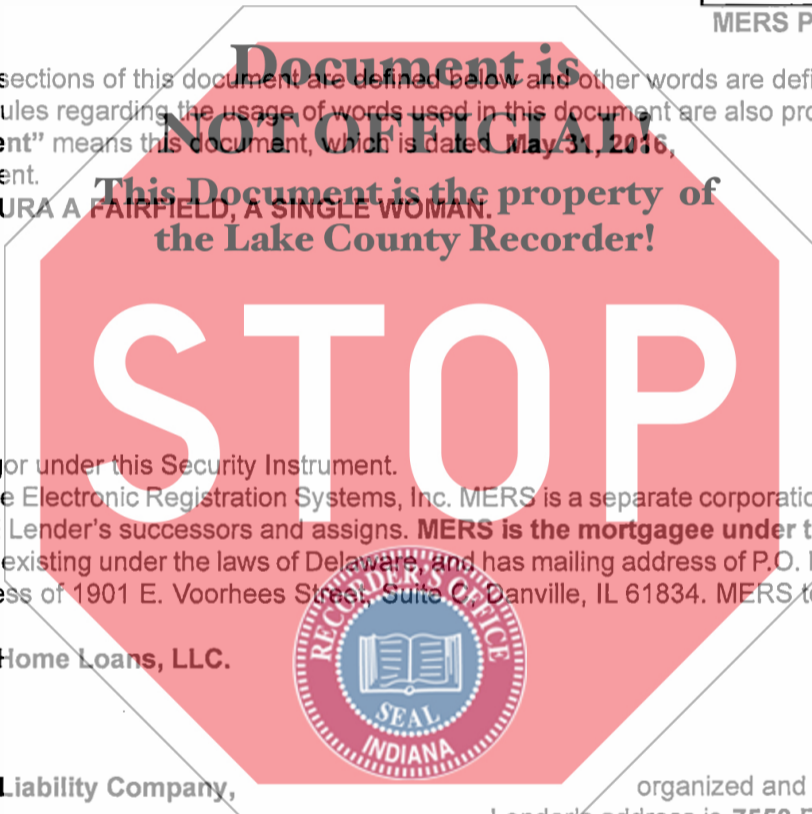 MERS P
Document is
sections of this document are defined below and other words are defi
ules regarding the usage of words used in this document are also pro
NOT OFFICIAL!
ent” means this document, which is dated May 31, 2016,
ent.
This Document is the property of
URA A FAIRFIELD, A SINGLE WOMAN.
the Lake County Recorder!
STOP
or under this Security Instrument.
e Electronic Registration Systems, Inc. MERS is a separate corporatio
Lender's successors and assigns. MERS is the mortgagee under t
existing under the laws of Delaware, and has mailing address of P.O.
ess of 1901 E. Voorhees Street, Suite C, Danville, IL 61834. MERS t
RECORDER'S OFFICE
Home Loans, LLC.
SEAL
INDIANA
Liability Company,
organized and
Lender's address is 7550